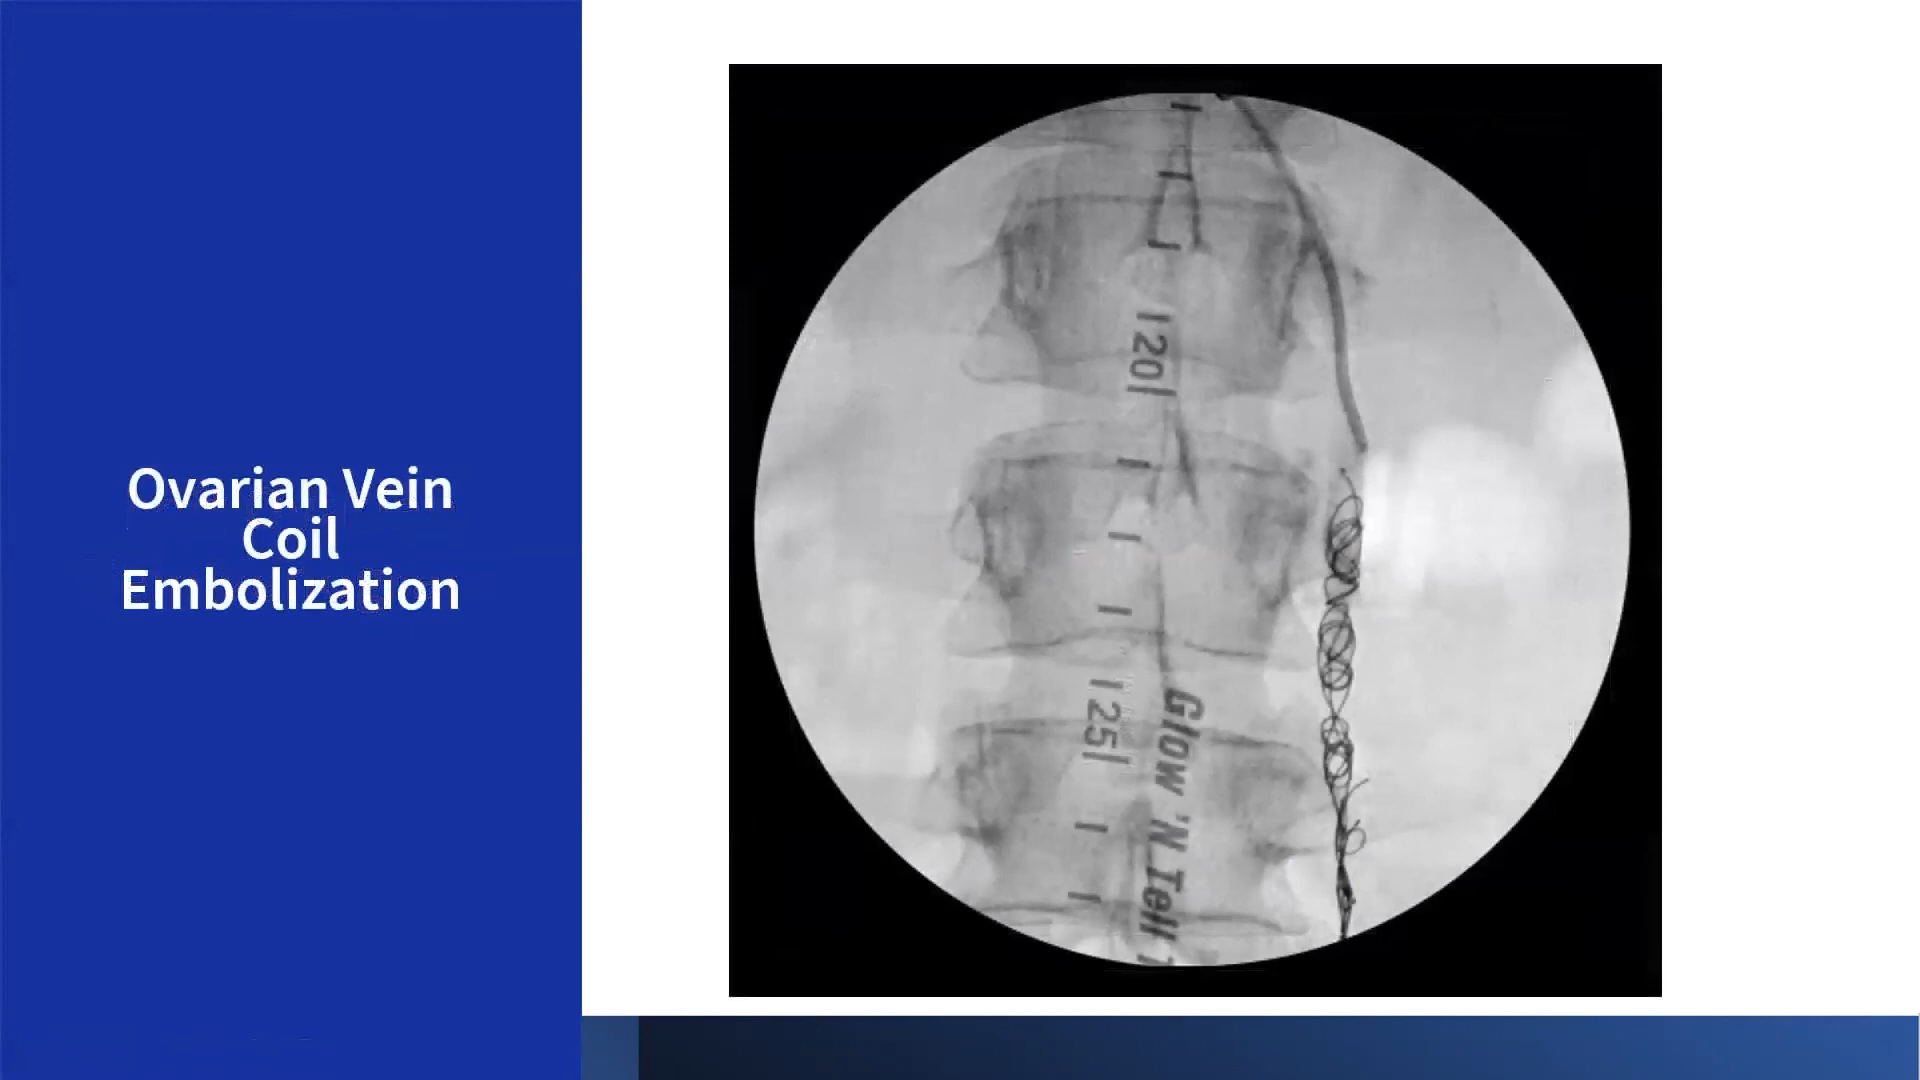 Ovarian Vein
Coil
Embolization
20
25
Glow 'N Tell